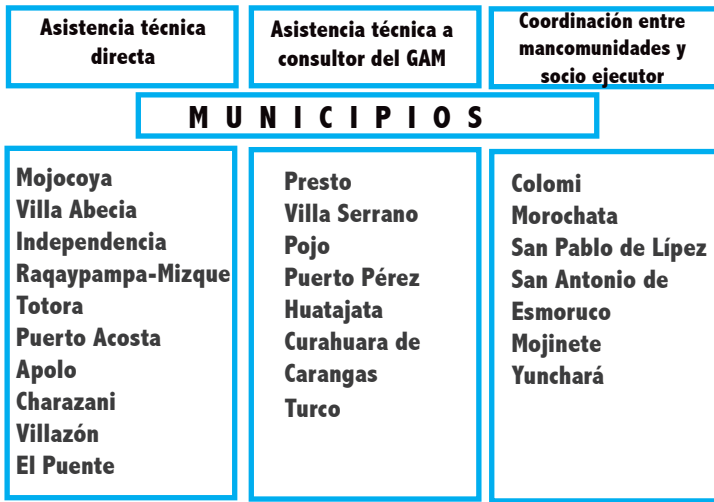 Asistencia técnica
directa
Asistencia técnica a
consultor del GAM
Coordinación entre
mancomunidades y
socio ejecutor
MUNICIPIOS
Mojocoya
Villa Abecia
Independencia
Raqaypampa-Mizque
Totora
Puerto Acosta
Apolo
Charazani
Villazón
El Puente
Presto
Villa Serrano
Pojo
Puerto Pérez
Huatajata
Curahuara de
Carangas
Turco
Colomi
Morochata
San Pablo de Lípez
San Antonio de
Esmoruco
Mojinete
Yunchará